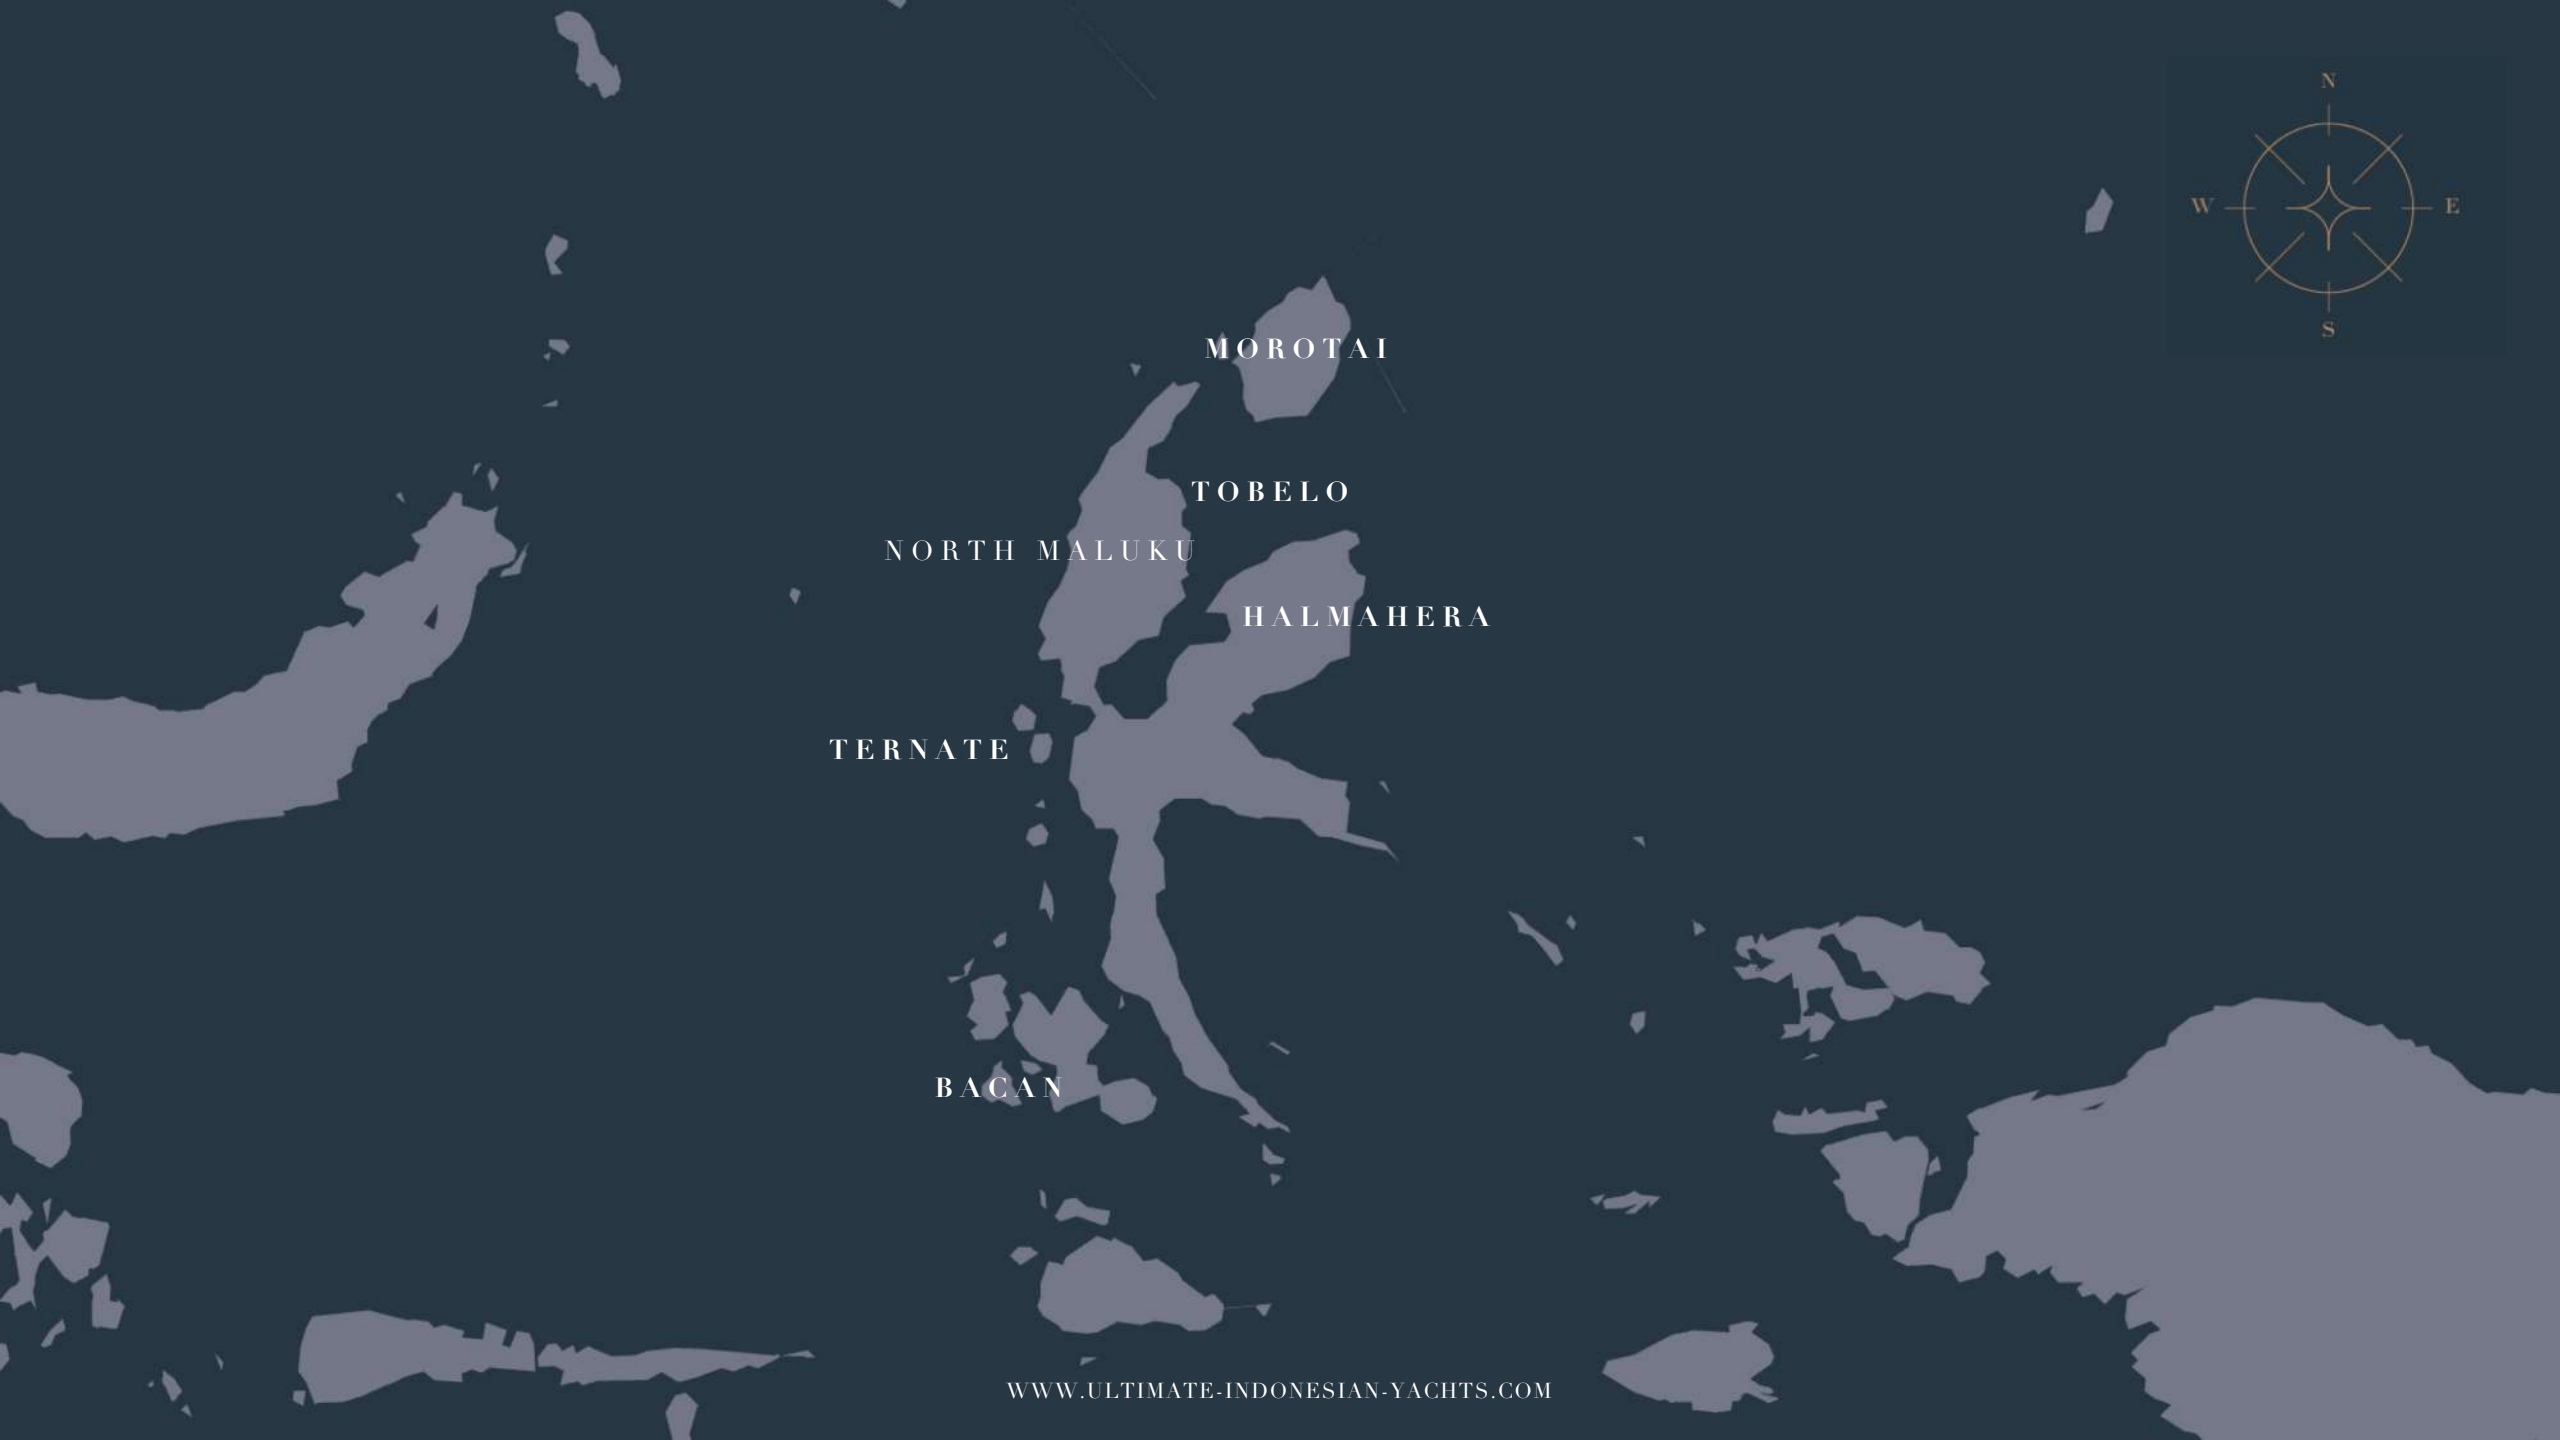 N
W
E
S
MOROTAI
TOBELO
NORTH MALUKU
HALMAHERA
TERNATE
BACAN
WWW.ULTIMATE-INDONESIAN-YACHTS.COM